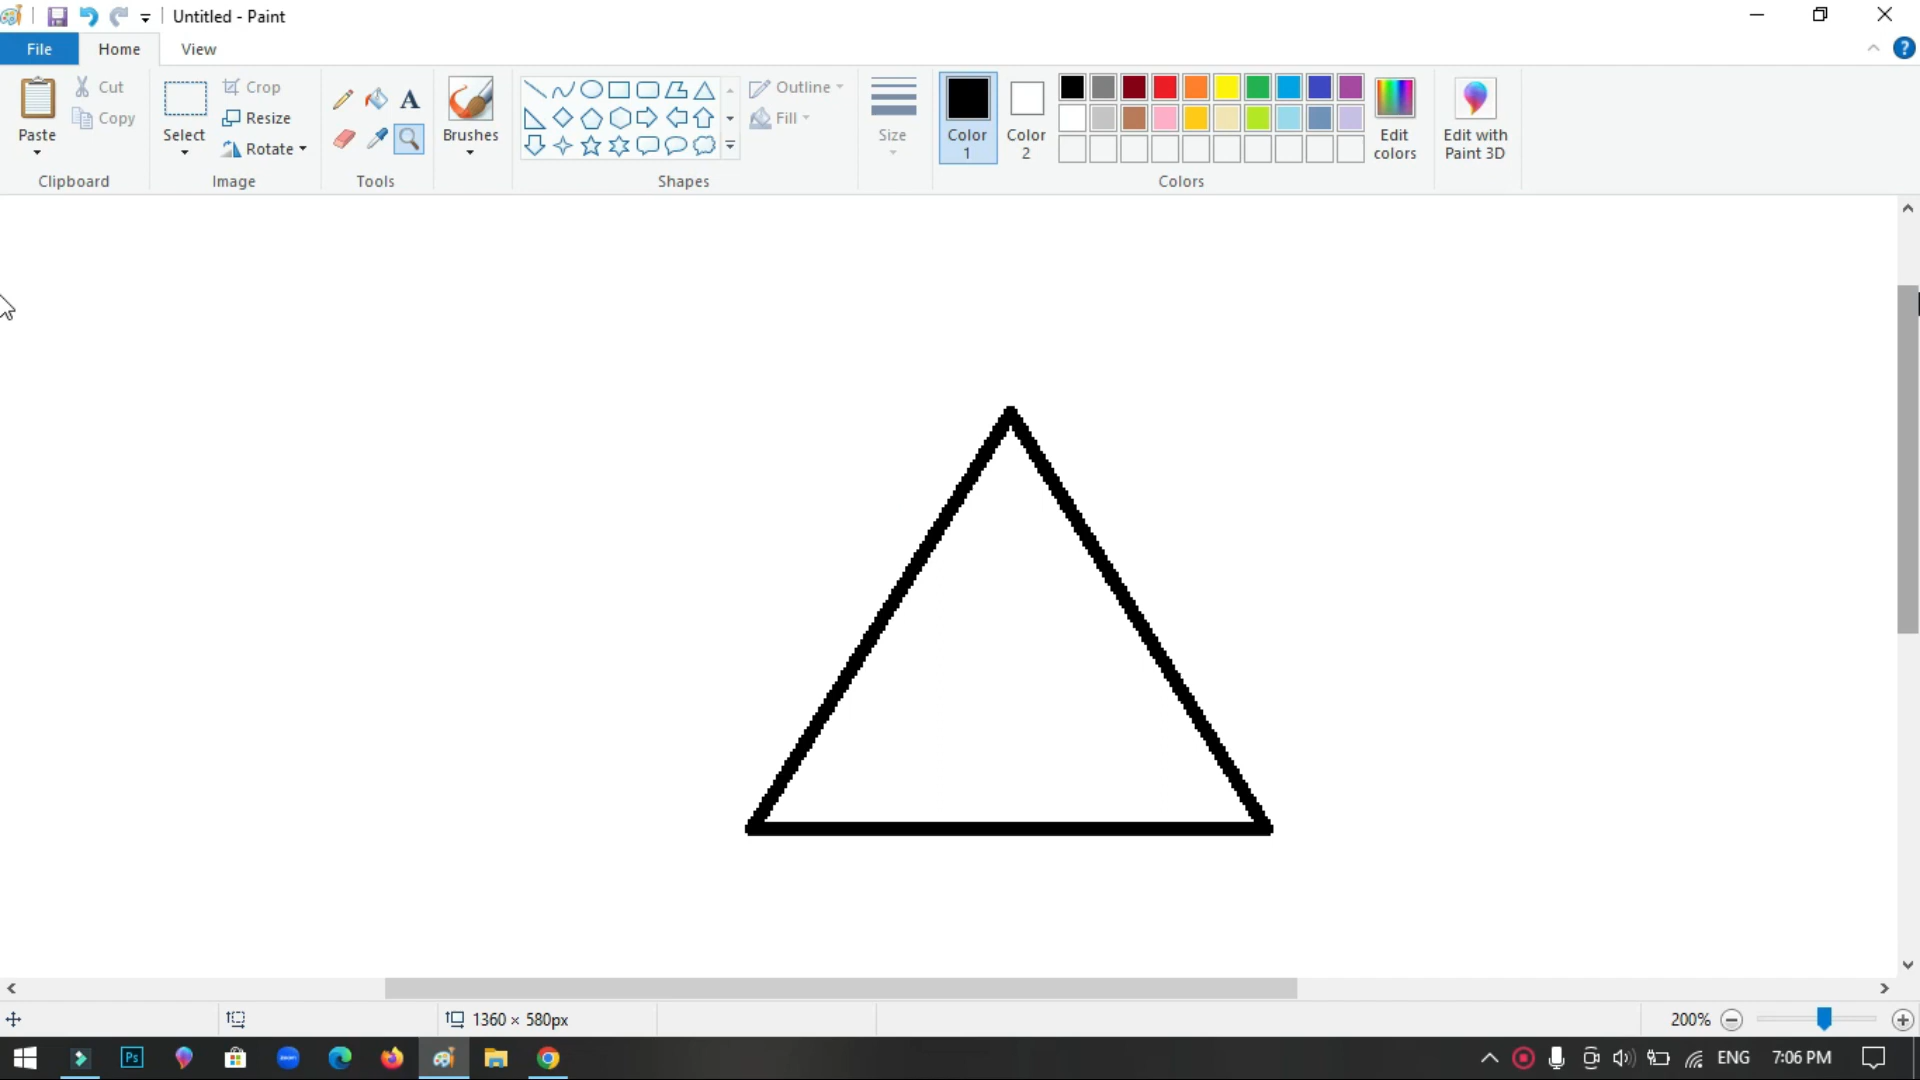 Untitled - Paint
File
Home
View
Paste
Cut
Copy
Clipboard
Select
Crop
Resize
Rotate
Image
A
Tools
Brushes
Shapes
Outline
Fill
Size
Color
1
Color
2
Colors
Edit
colors
Edit with
Paint 3D
?
1360 × 580px
200%
Ps
zoom
ENG
7:06 PM